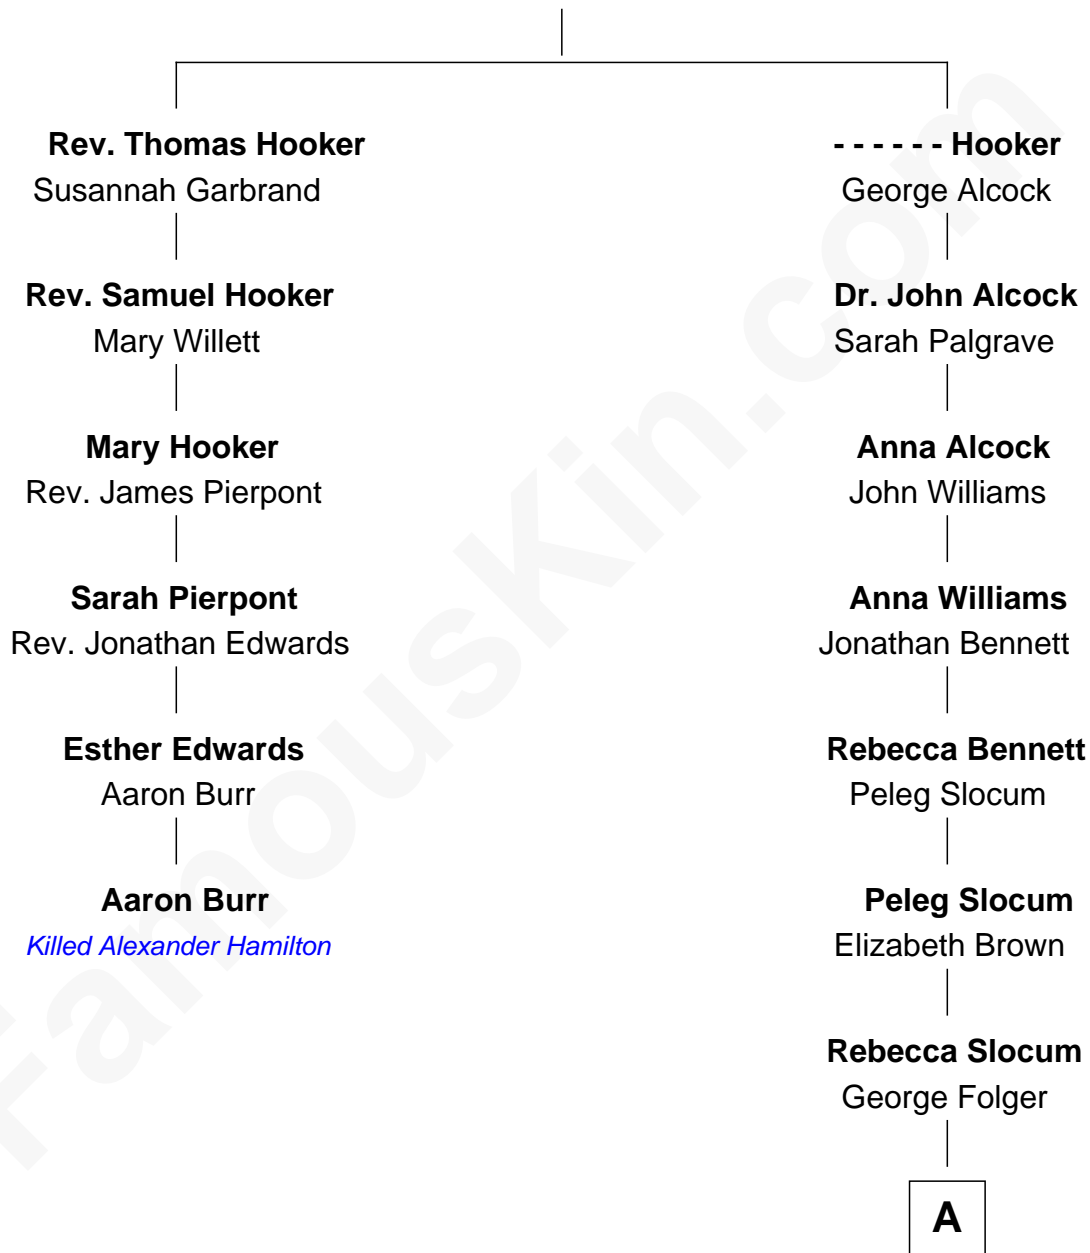 Rev. Thomas Hooker
Susannah Garbrand
Rev. Samuel Hooker
Mary Willett
Mary Hooker
Rev. James Pierpont
Sarah Pierpont
Rev. Jonathan Edwards
Esther Edwards
Aaron Burr
Aaron Burr
Killed Alexander Hamilton
- - - - - - Hooker
George Alcock
Dr. John Alcock
Sarah Palgrave
Anna Alcock
John Williams
Anna Williams
Jonathan Bennett
Rebecca Bennett
Peleg Slocum
Peleg Slocum
Elizabeth Brown
Rebecca Slocum
George Folger
A
FamousKin.com